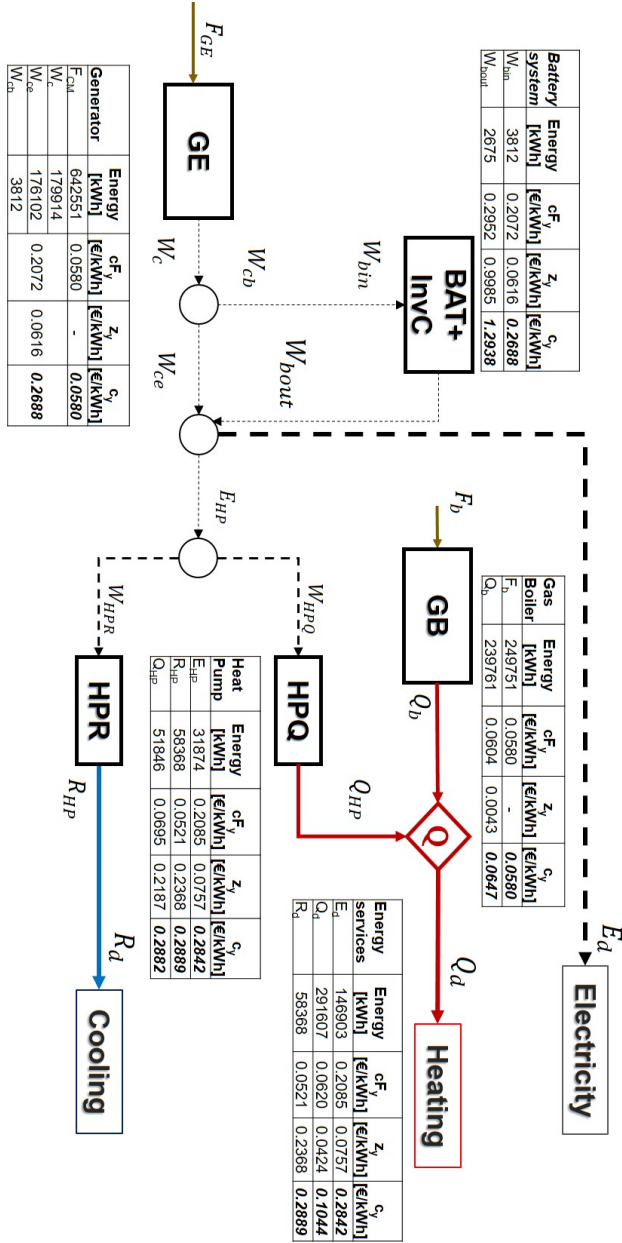 Battery system Energy [kWh] cF_y [€/kWh] z_y [€/kWh] c_y [€/kWh]
W_bin 3812 0.2072 0.0616 0.2688
W_bout 2675 0.2952 0.9985 1.2938
E_d
Electricity
W_bin
BAT+
InvC
F_b
GB
Q_b
Gas Boiler Energy [kWh] cF_y [€/kWh] z_y [€/kWh] c_y [€/kWh]
F_b 249751 0.0580 - 0.0580
Q_b 239761 0.0604 0.0043 0.0647
Q
Q_d
Heating
W_cb
W_bout
W_HPQ
HPQ
Q_HP
Energy services Energy [kWh] cF_y [€/kWh] z_y [€/kWh] c_y [€/kWh]
E_d 146903 0.2085 0.0757 0.2842
Q_d 291607 0.0620 0.0424 0.1044
R_d 58368 0.0521 0.2368 0.2889
F_GE
GE
W_c
W_ce
E_HP
Heat Pump Energy [kWh] cF_y [€/kWh] z_y [€/kWh] c_y [€/kWh]
E_HP 31874 0.2085 0.0757 0.2842
R_HP 58368 0.0521 0.2368 0.2889
Q_HP 51846 0.0695 0.2187 0.2882
W_HPR
HPR
R_HP
R_d
Cooling
Generator Energy [kWh] cF_y [€/kWh] z_y [€/kWh] c_y [€/kWh]
F_CM 642551 0.0580 - 0.0580
W_c 179914
W_ce 176102 0.2072 0.0616 0.2688
W_cb 3812